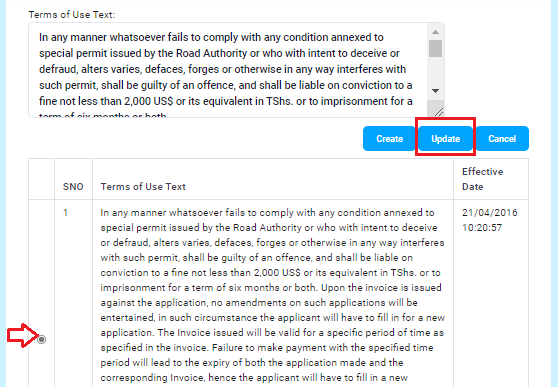 Terms of Use Text:
In any manner whatsoever fails to comply with any condition annexed to
special permit issued by the Road Authority or who with intent to deceive or
defraud, alters varies, defaces, forges or otherwise in any way interferes with
such permit, shall be guilty of an offence, and shall be liable on conviction to a
fine not less than 2,000 US$ or its equivalent in TShs. or to imprisonment for a
term of six months or both
Create Update Cancel
SNO Terms of Use Text Effective
Date
1 In any manner whatsoever fails to comply with any condition annexed to 21/04/2016
special permit issued by the Road Authority or who with intent to deceive 10:20:57
or defraud, alters varies, defaces, forges or otherwise in any way interferes
with such permit, shall be guilty of an offence, and shall be liable on
conviction to a fine not less than 2,000 US$ or its equivalent in TShs. or to
imprisonment for a term of six months or both. Upon the invoice is issued
against the application, no amendments on such applications will be
entertained, in such circumstance the applicant will have to fill in for a new
application. The Invoice issued will be valid for a specific period of time as
specified in the invoice. Failure to make payment with the specified time
period will lead to the expiry of both the application made and the
corresponding Invoice, hence the applicant will have to fill in a new